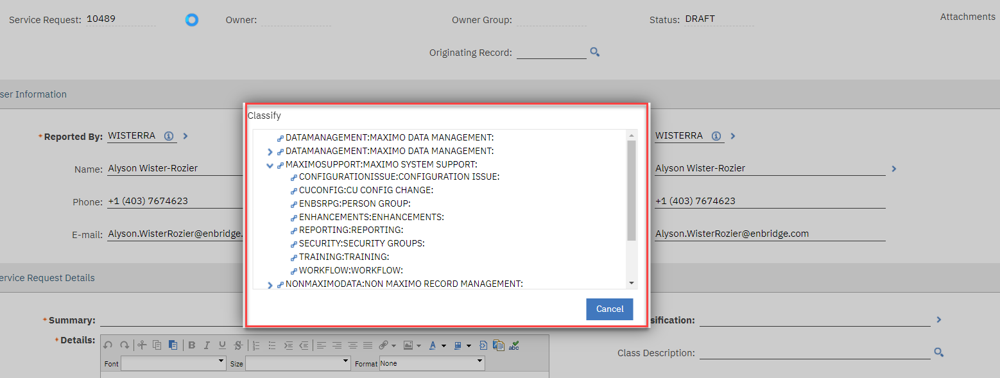 Service Request: 10489 Owner: Owner Group: Status: DRAFT Attachments
Originating Record:
ser Information
* Reported By: WISTERRA WISTERRA
Name: Alyson Wister-Rozier Alyson Wister-Rozier
Phone: +1 (403) 7674623 +1 (403) 7674623
E-mail: Alyson.WisterRozier@enbridge. Alyson.WisterRozier@enbridge.com
Classify
DATAMANAGEMENT:MAXIMO DATA MANAGEMENT:
DATAMANAGEMENT:MAXIMO DATA MANAGEMENT:
MAXIMOSUPPORT:MAXIMO SYSTEM SUPPORT:
CONFIGURATIONISSUE:CONFIGURATION ISSUE:
CUCONFIG:CU CONFIG CHANGE:
ENBSRPG:PERSON GROUP:
ENHANCEMENTS:ENHANCEMENTS:
REPORTING:REPORTING:
SECURITY:SECURITY GROUPS:
TRAINING:TRAINING:
WORKFLOW:WORKFLOW:
NONMAXIMODATA:NON MAXIMO RECORD MANAGEMENT:
Cancel
ervice Request Details
* Summary: sification:
* Details: B I U S A abc
Class Description:
Font Size Format None